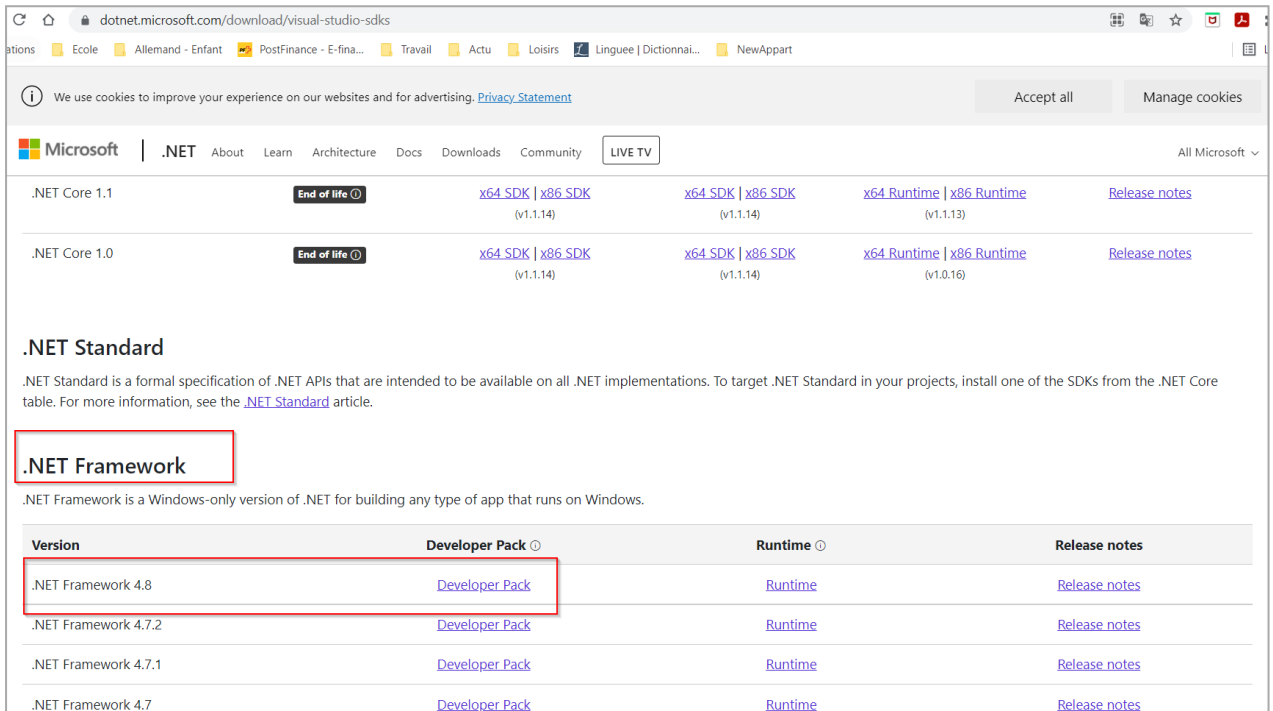 dotnet.microsoft.com/download/visual-studio-sdks
ations Ecole Allemand - Enfant PostFinance - E-fina... Travail Actu Loisirs Linguee | Dictionnai... NewAppart
We use cookies to improve your experience on our websites and for advertising. Privacy Statement Accept all Manage cookies
Microsoft | .NET About Learn Architecture Docs Downloads Community LIVE TV All Microsoft
.NET Core 1.1 End of life x64 SDK | x86 SDK x64 SDK | x86 SDK x64 Runtime | x86 Runtime Release notes
(v1.1.14) (v1.1.14) (v1.1.13)
.NET Core 1.0 End of life x64 SDK | x86 SDK x64 SDK | x86 SDK x64 Runtime | x86 Runtime Release notes
(v1.1.14) (v1.1.14) (v1.0.16)
.NET Standard
.NET Standard is a formal specification of .NET APIs that are intended to be available on all .NET implementations. To target .NET Standard in your projects, install one of the SDKs from the .NET Core
table. For more information, see the .NET Standard article.
.NET Framework
.NET Framework is a Windows-only version of .NET for building any type of app that runs on Windows.
Version Developer Pack Runtime Release notes
.NET Framework 4.8 Developer Pack Runtime Release notes
.NET Framework 4.7.2 Developer Pack Runtime Release notes
.NET Framework 4.7.1 Developer Pack Runtime Release notes
.NET Framework 4.7 Developer Pack Runtime Release notes